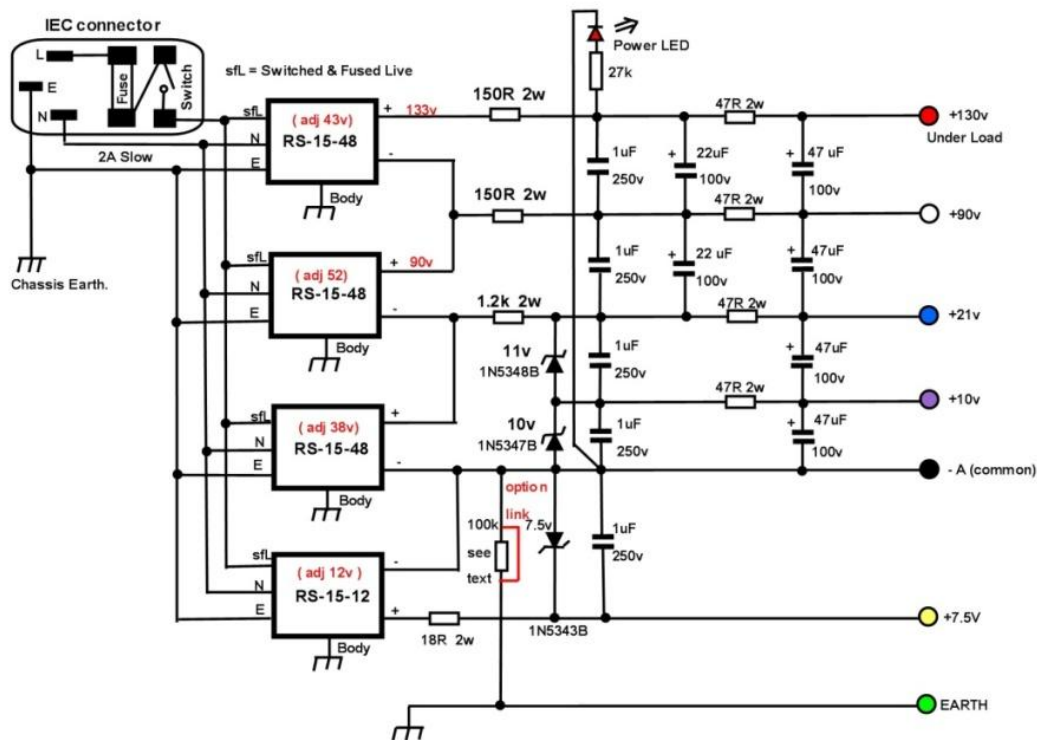 IEC connector
L
E
N
Fuse
Switch
sfL = Switched & Fused Live
2A Slow
Chassis Earth.
sfL
N
E
( adj 43v)
RS-15-48
+
133v
-
Body
150R 2w
Power LED
27k
47R 2w
+130v
Under Load
1uF
250v
+
22uF
100v
+
47 uF
100v
150R 2w
47R 2w
+90v
sfL
N
E
( adj 52)
RS-15-48
+
90v
-
Body
1uF
250v
+
22 uF
100v
+
47uF
100v
1.2k 2w
47R 2w
+21v
11v
1N5348B
1uF
250v
+
47uF
100v
47R 2w
+10v
sfL
N
E
( adj 38v)
RS-15-48
+
-
Body
10v
1N5347B
1uF
250v
+
47uF
100v
- A (common)
option
link
100k
see
text
7.5v
1uF
250v
sfL
N
E
( adj 12v )
RS-15-12
-
+
Body
18R 2w
1N5343B
+7.5V
EARTH